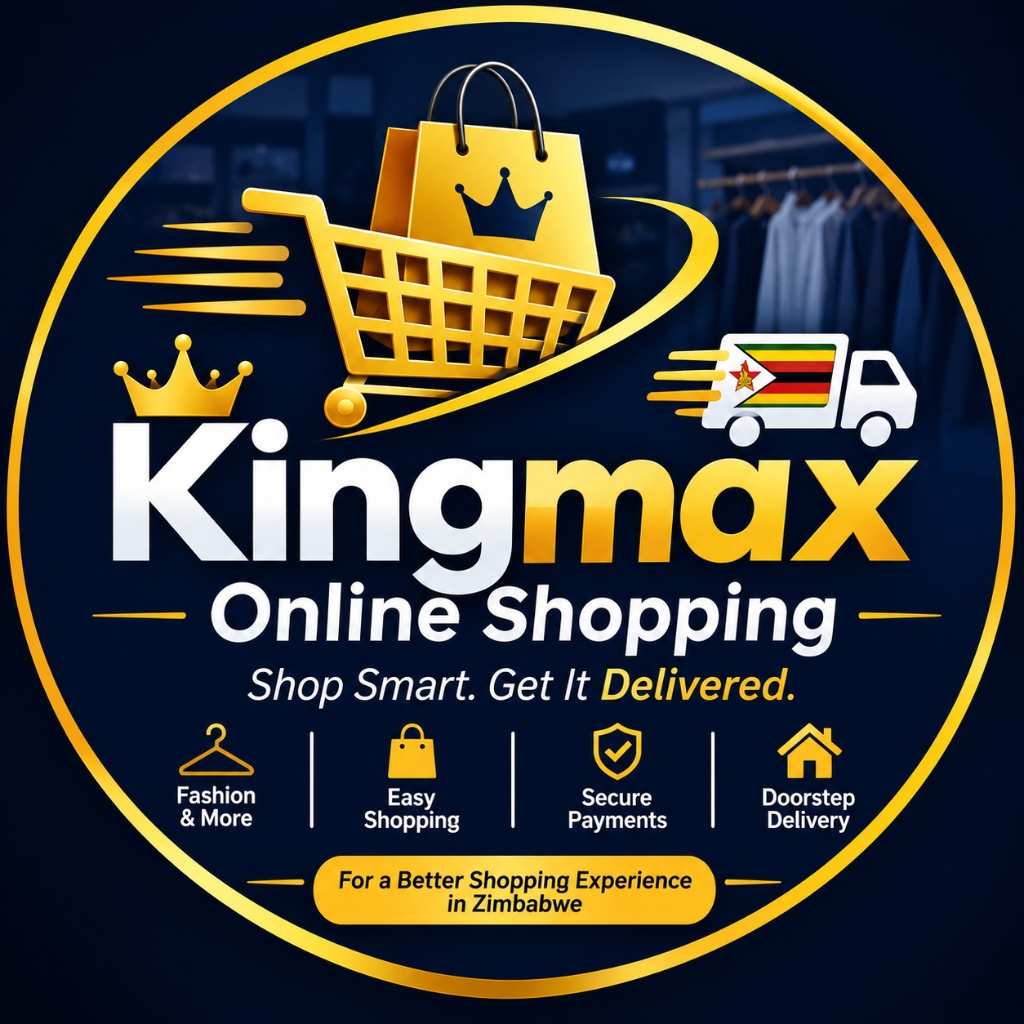 Kingmax
Online Shopping
Shop Smart. Get It Delivered.
Fashion
& More
Easy
Shopping
Secure
Payments
Doorstep
Delivery
For a Better Shopping Experience
in Zimbabwe